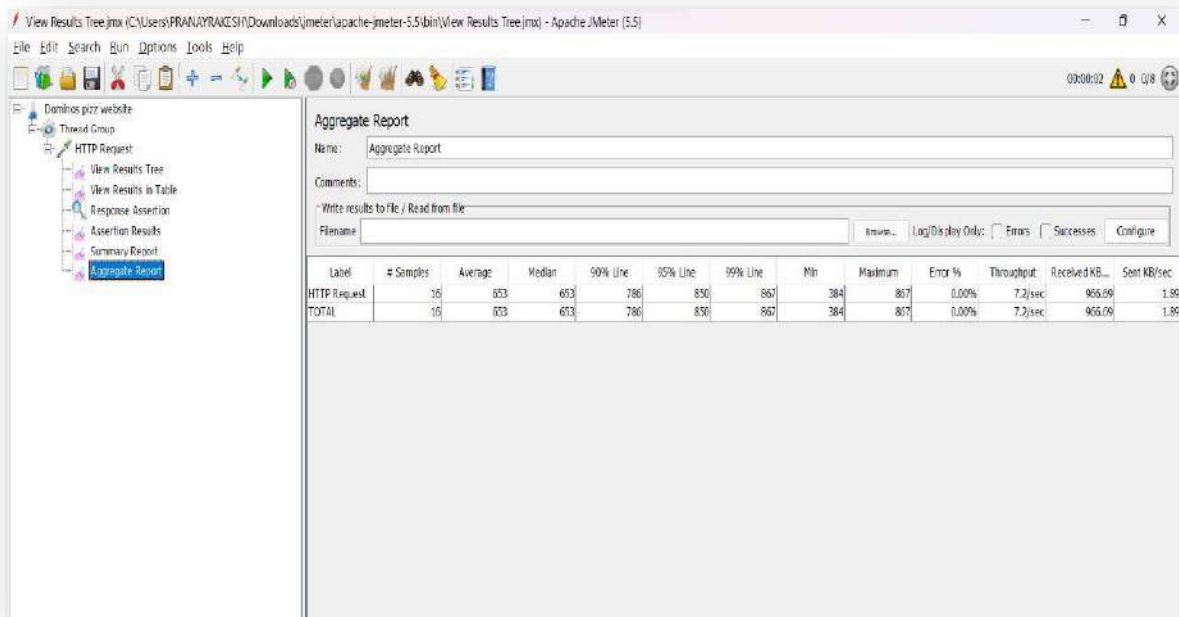 View Results Tree.jmx (C:\Users\PRANAYRAKESH\Downloads\jmeter\apache-jmeter-5.5\bin\View Results Tree.jmx) - Apache JMeter (5.5)
File Edit Search Run Options Tools Help
00:00:02 0 0/8
Dominos pizz website
Thread Group
HTTP Request
View Results Tree
View Results in Table
Response Assertion
Assertion Results
Summary Report
Aggregate Report
Aggregate Report
Name: Aggregate Report
Comments:
Write results to file / Read from file
Filename Browse... Log/Display Only: Errors Successes Configure
Label # Samples Average Median 90% Line 95% Line 99% Line Min Maximum Error % Throughput Received KB... Sent KB/sec
HTTP Request 16 653 653 786 850 867 384 867 0.00% 7.2/sec 966.09 1.89
TOTAL 16 653 653 786 850 867 384 867 0.00% 7.2/sec 966.09 1.89